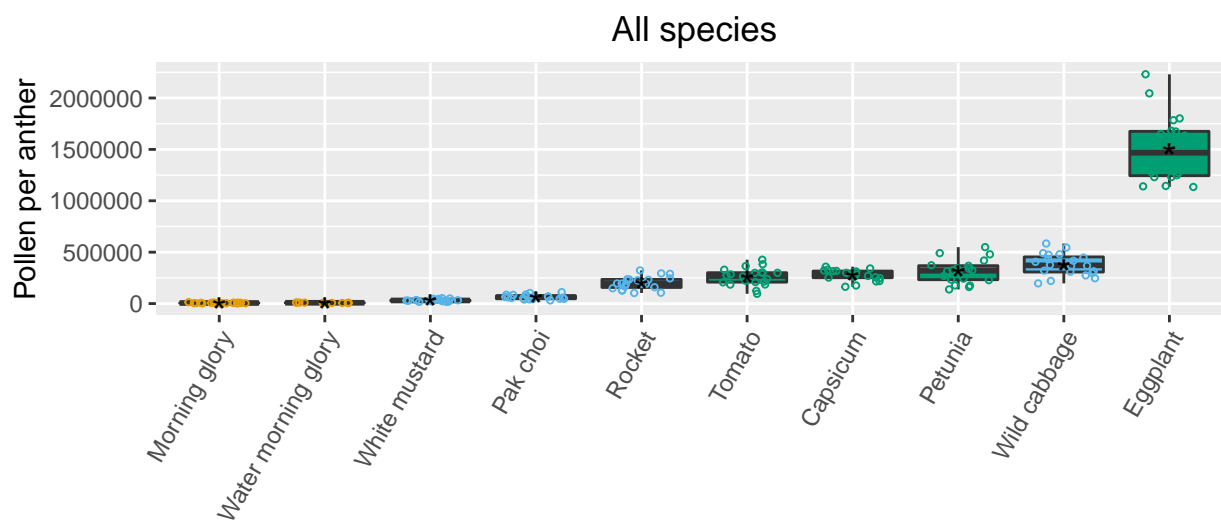 All species
Pollen per anther
2000000
1500000
1000000
500000
0
Morning glory
Water morning glory
White mustard
Pak choi
Rocket
Tomato
Capsicum
Petunia
Wild cabbage
Eggplant